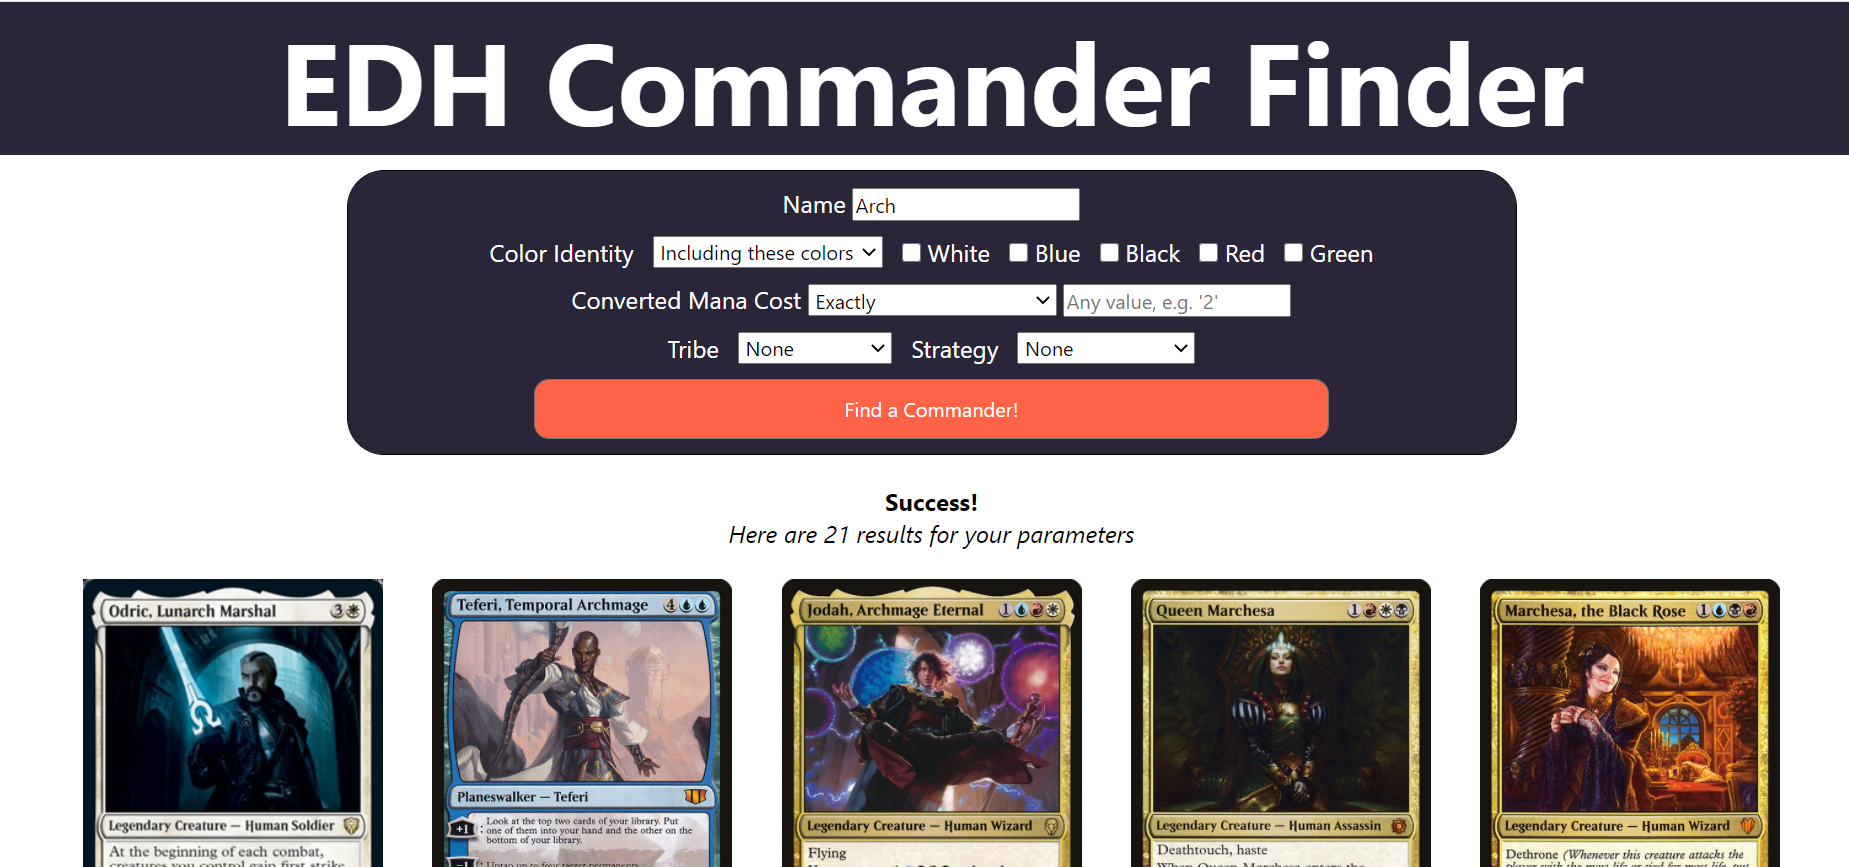 EDH Commander Finder
Name Arch
Color Identity Including these colors White Blue Black Red Green
Converted Mana Cost Exactly Any value, e.g. '2'
Tribe None Strategy None
Find a Commander!
Success!
Here are 21 results for your parameters
Odric, Lunarch Marshal 3
Legendary Creature — Human Soldier
At the beginning of each combat,
creatures you control gain first strike
Teferi, Temporal Archmage 4
Planeswalker — Teferi
+1 : Look at the top two cards of your library. Put
one of them into your hand and the other on the
bottom of your library.
−1 : Untap up to four target permanents.
Jodah, Archmage Eternal 1
Legendary Creature — Human Wizard
Flying
Queen Marchesa 1
Legendary Creature — Human Assassin
Deathtouch, haste
When Queen Marchesa enters the
Marchesa, the Black Rose 1
Legendary Creature — Human Wizard
Dethrone (Whenever this creature attacks the
player with the most life or tied for most life, put